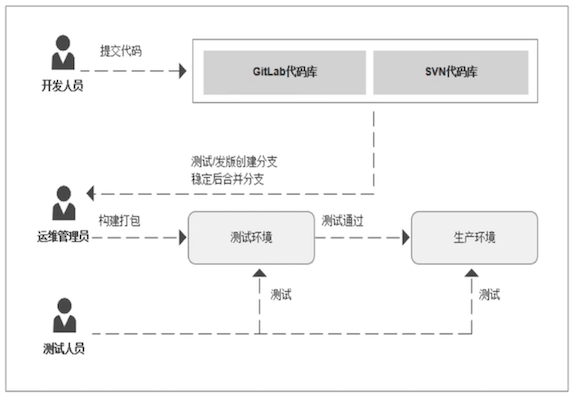 提交代码
开发人员
GitLab代码库
SVN代码库
测试/发版创建分支
稳定后合并分支
运维管理员
构建打包
测试环境
测试通过
生产环境
测试
测试
测试人员